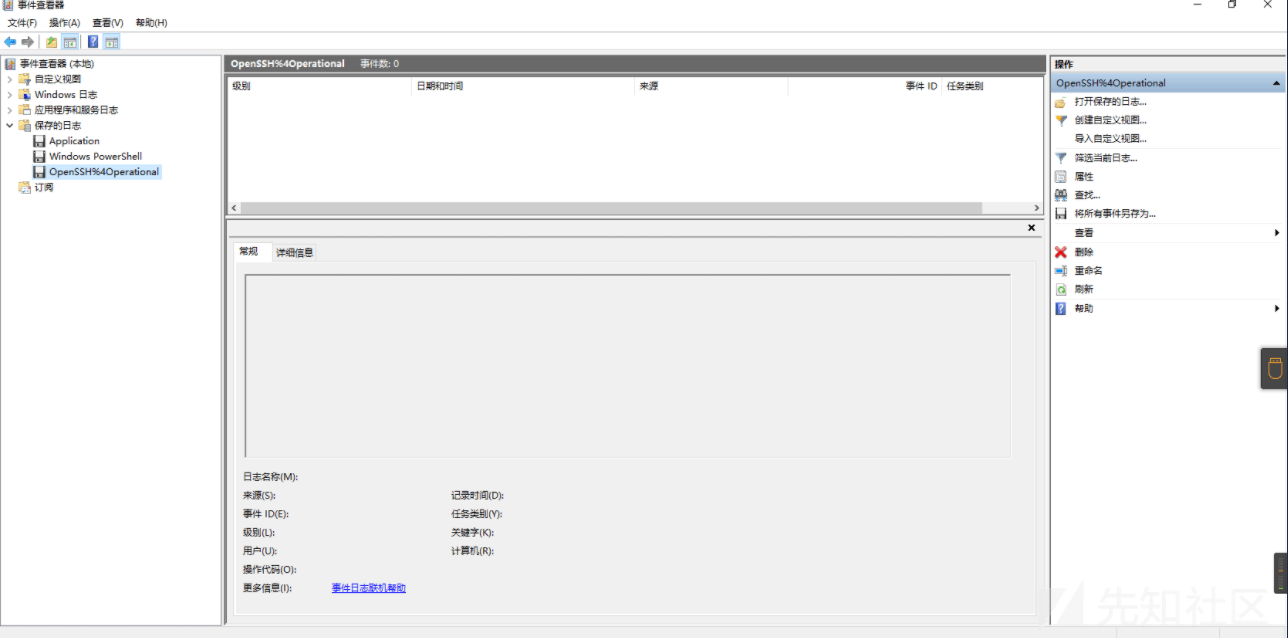 事件查看器
文件(F) 操作(A) 查看(V) 帮助(H)
事件查看器 (本地)
自定义视图
Windows 日志
应用程序和服务日志
保存的日志
Application
Windows PowerShell
OpenSSH%4Operational
订阅
OpenSSH%4Operational 事件数: 0
级别 日期和时间 来源 事件 ID 任务类别
常规 详细信息
日志名称(M):
来源(S): 记录时间(D):
事件 ID(E): 任务类别(Y):
级别(L): 关键字(K):
用户(U): 计算机(R):
操作代码(O):
更多信息(I): 事件日志联机帮助
操作
OpenSSH%4Operational
打开保存的日志...
创建自定义视图...
导入自定义视图...
筛选当前日志...
属性
查找...
将所有事件另存为...
查看
删除
重命名
刷新
帮助
先知社区